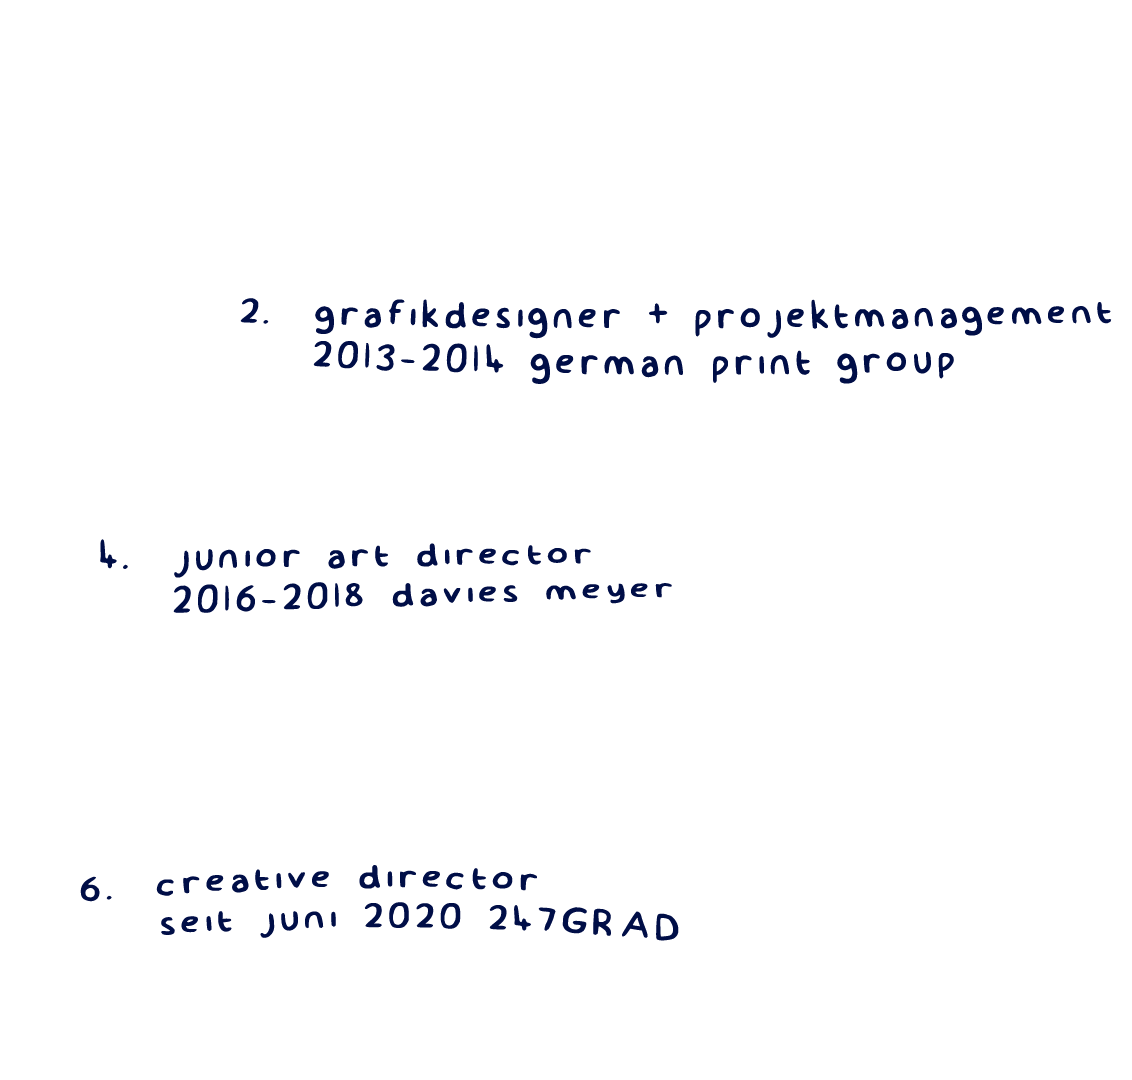 2. grafikdesigner + projektmanagement
2013-2014 german print group
4. junior art director
2016-2018 davies meyer
6. creative director
seit juni 2020 247GRAD